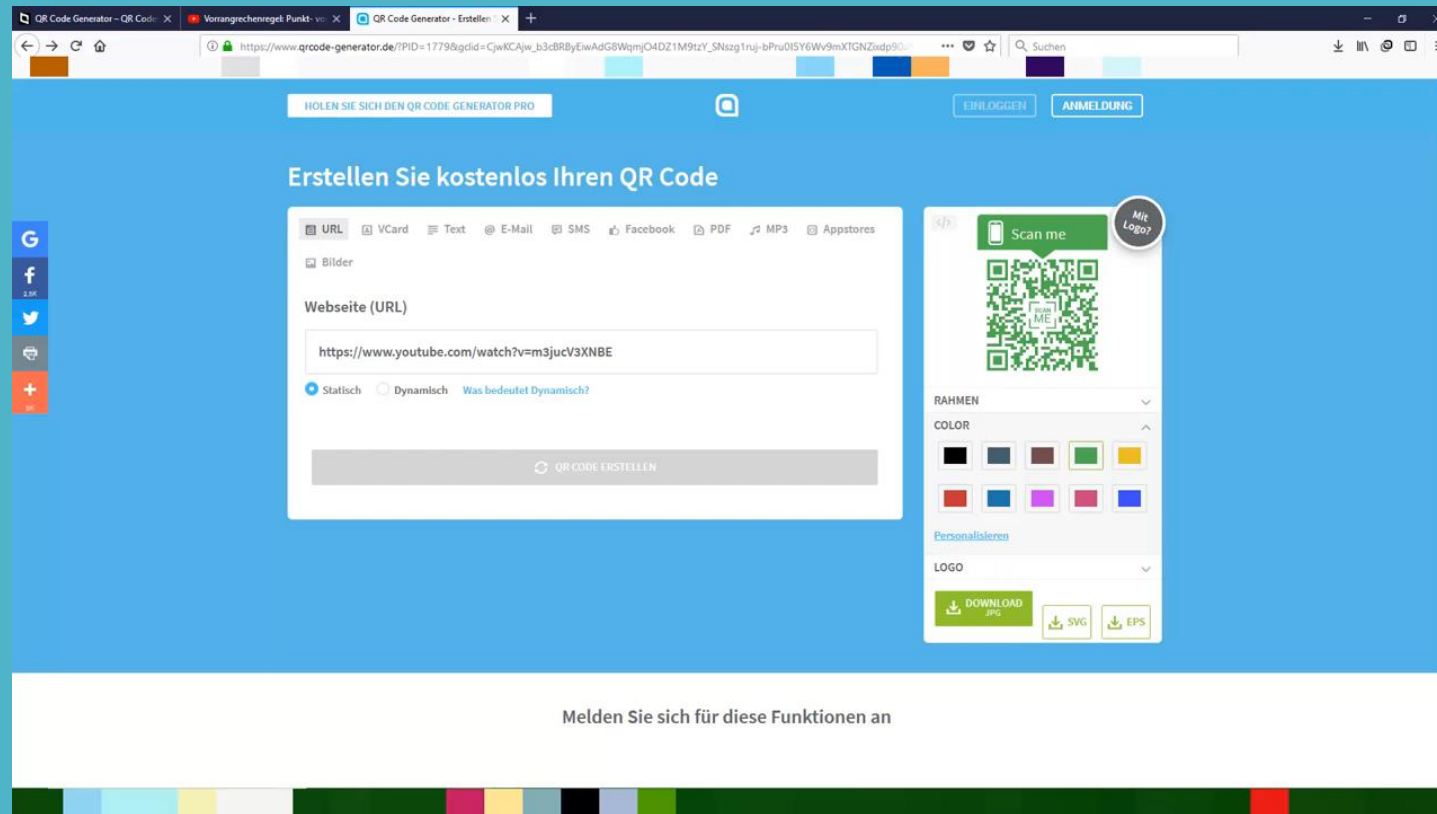 QR Code Generator – QR Code
Vorrangrechenregel: Punkt- vo
QR Code Generator - Erstellen
https://www.qrcode-generator.de/?PID=1779&gclid=
Suchen
HOLEN SIE SICH DEN QR CODE GENERATOR PRO
EINLOGGEN
ANMELDUNG
Erstellen Sie kostenlos Ihren QR Code
URL VCard Text E-Mail SMS Facebook PDF MP3 Appstores
Bilder
Webseite (URL)
https://www.youtube.com/watch?v=m3jucV3XNBE
Statisch Dynamisch Was bedeutet Dynamisch?
QR CODE ERSTELLEN
Mit
Logo?
</>
Scan me
SCAN
ME
RAHMEN
COLOR
Personalisieren
LOGO
DOWNLOAD
JPG
SVG
EPS
G
f
2.5K
Melden Sie sich für diese Funktionen an